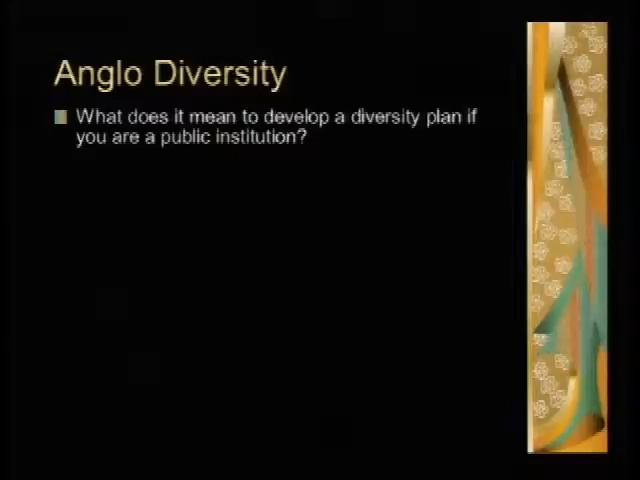 Anglo Diversity
What does it mean to develop a diversity plan if
you are a public institution?